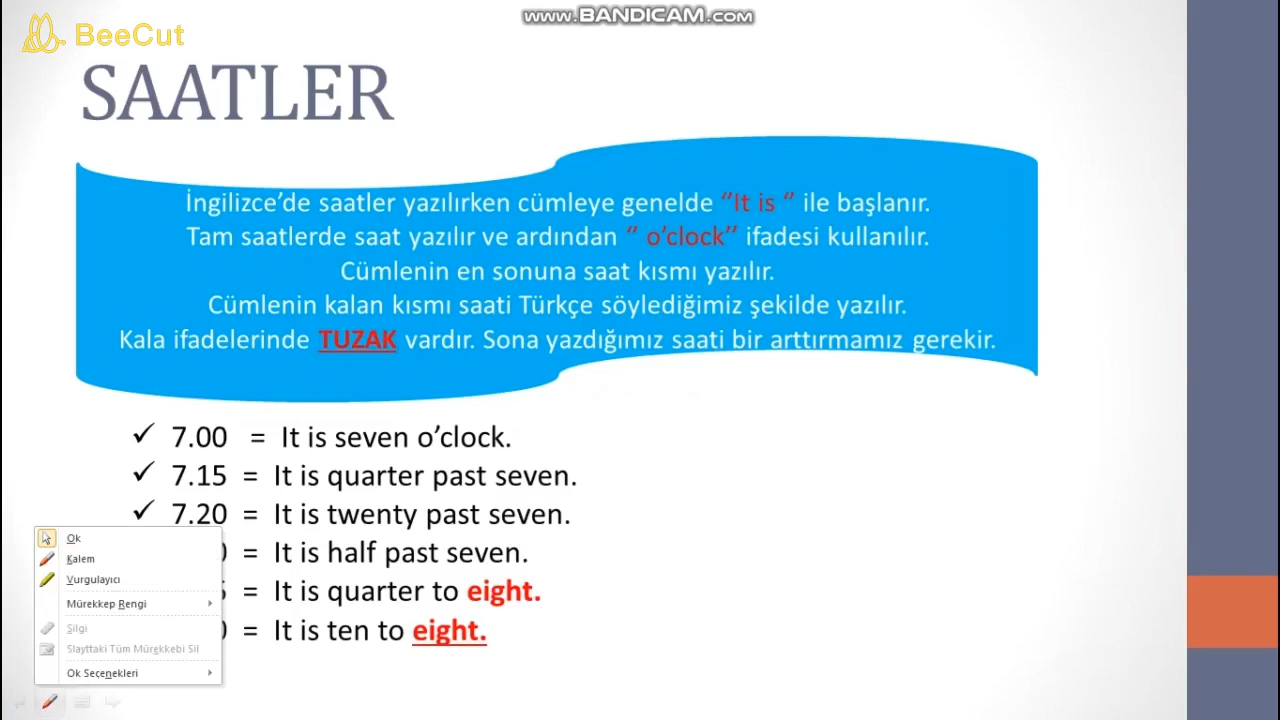 www.BANDICAM.com
BeeCut
SAATLER
İngilizce’de saatler yazılırken cümleye genelde “It is “ ile başlanır.
Tam saatlerde saat yazılır ve ardından “ o’clock” ifadesi kullanılır.
Cümlenin en sonuna saat kısmı yazılır.
Cümlenin kalan kısmı saati Türkçe söylediğimiz şekilde yazılır.
Kala ifadelerinde TUZAK vardır. Sona yazdığımız saati bir arttırmamız gerekir.
✓ 7.00 = It is seven o’clock.
✓ 7.15 = It is quarter past seven.
✓ 7.20 = It is twenty past seven.
0 = It is half past seven.
5 = It is quarter to eight.
0 = It is ten to eight.
Ok
Kalem
Vurgulayıcı
Mürekkep Rengi
Silgi
Slayttaki Tüm Mürekkebi Sil
Ok Seçenekleri